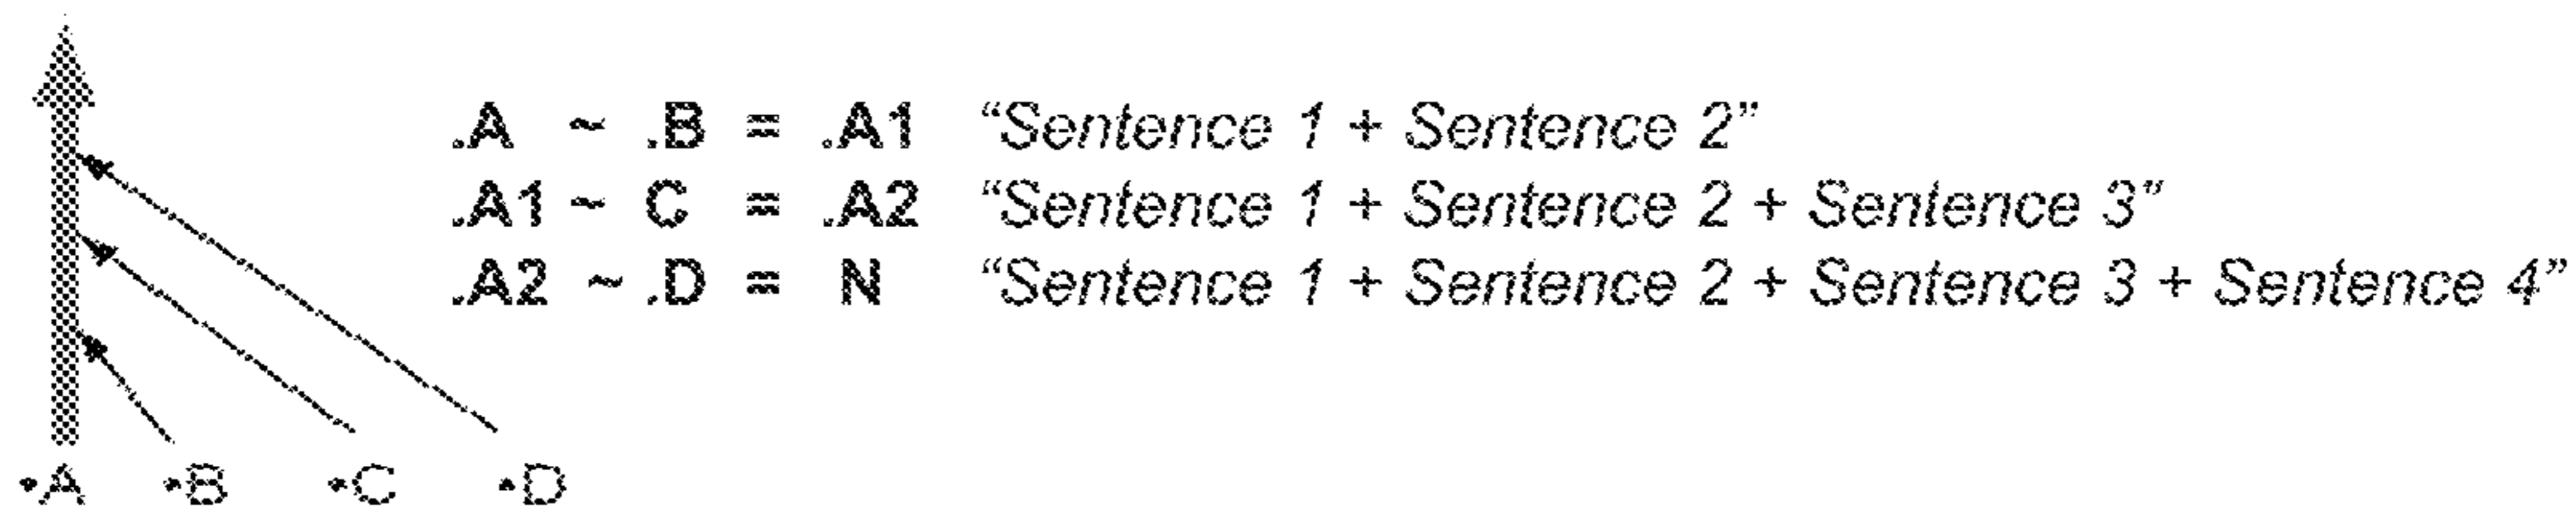 .A ~ .B = .A1 “Sentence 1 + Sentence 2”
.A1 ~ C = .A2 “Sentence 1 + Sentence 2 + Sentence 3”
.A2 ~ .D = N “Sentence 1 + Sentence 2 + Sentence 3 + Sentence 4”
•A •B •C •D